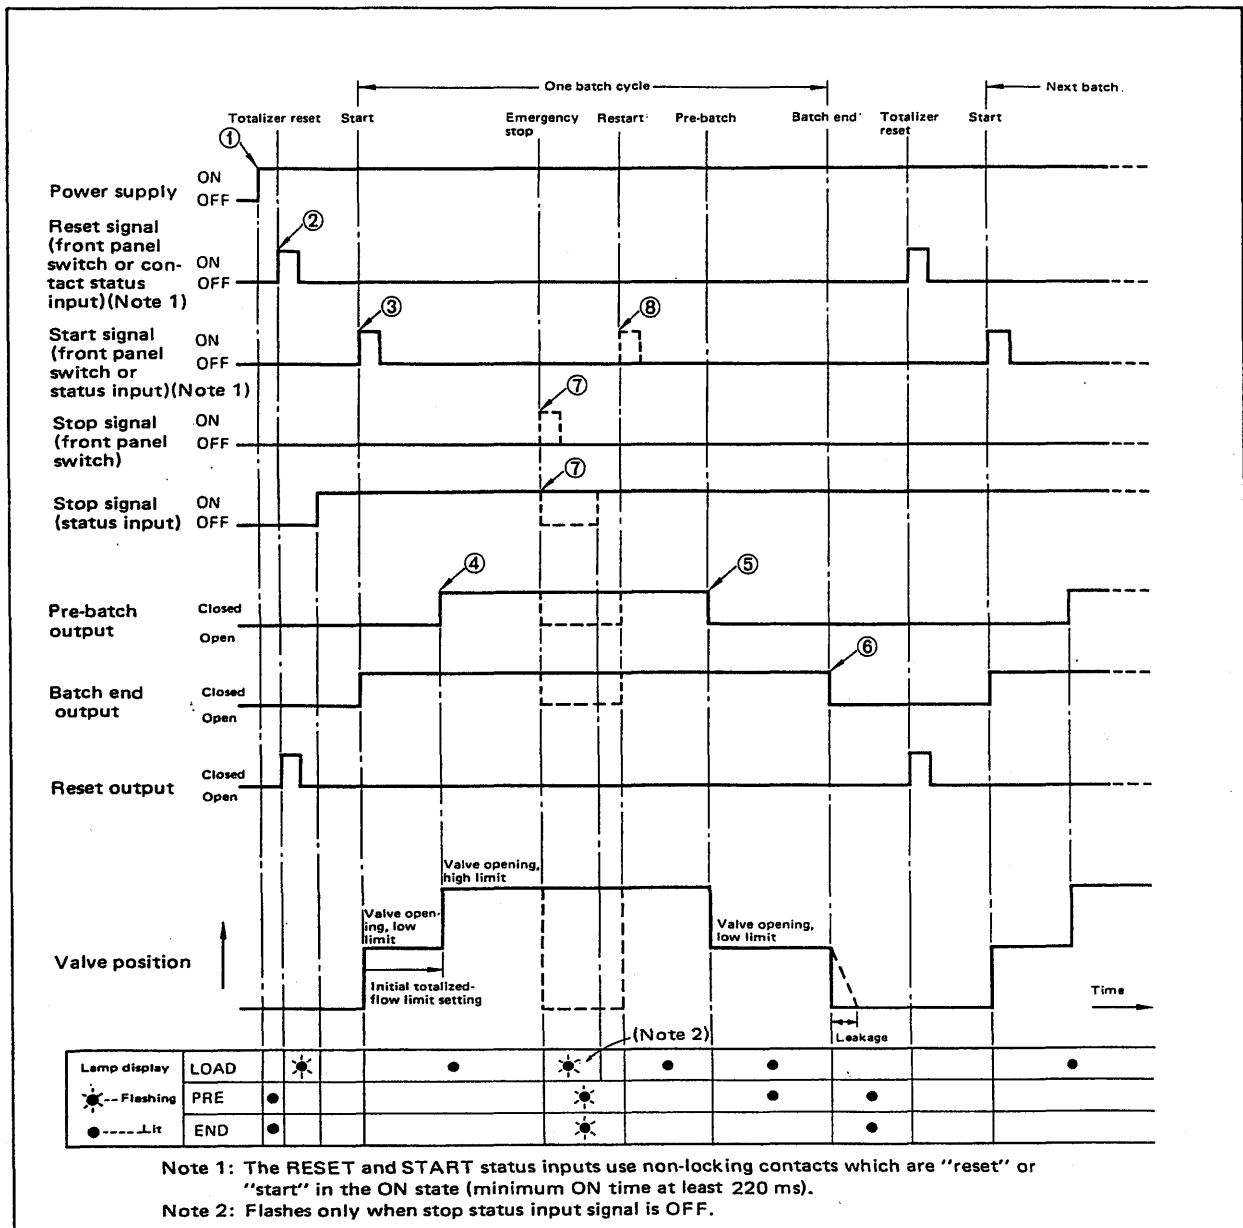 One batch cycle
Next batch.
Totalizer reset
Start
Emergency
stop
Restart
Pre-batch
Batch end
Totalizer
reset
Start
①
Power supply
ON
OFF
②
Reset signal
(front panel
switch or con-
tact status
input)(Note 1)
ON
OFF
③
⑧
Start signal
(front panel
switch or
status input)(Note 1)
ON
OFF
⑦
Stop signal
(front panel
switch)
ON
OFF
⑦
Stop signal
(status input)
ON
OFF
④
⑤
Pre-batch
output
Closed
Open
⑥
Batch end
output
Closed
Open
Reset output
Closed
Open
Valve opening,
high limit
Valve open-
ing, low
limit
Valve opening,
low limit
Valve position
Initial totalized-
flow limit setting
Time
Leakage
(Note 2)
Lamp display
LOAD
--Flashing
PRE
-----Lit
END
Note 1: The RESET and START status inputs use non-locking contacts which are "reset" or
"start" in the ON state (minimum ON time at least 220 ms).
Note 2: Flashes only when stop status input signal is OFF.